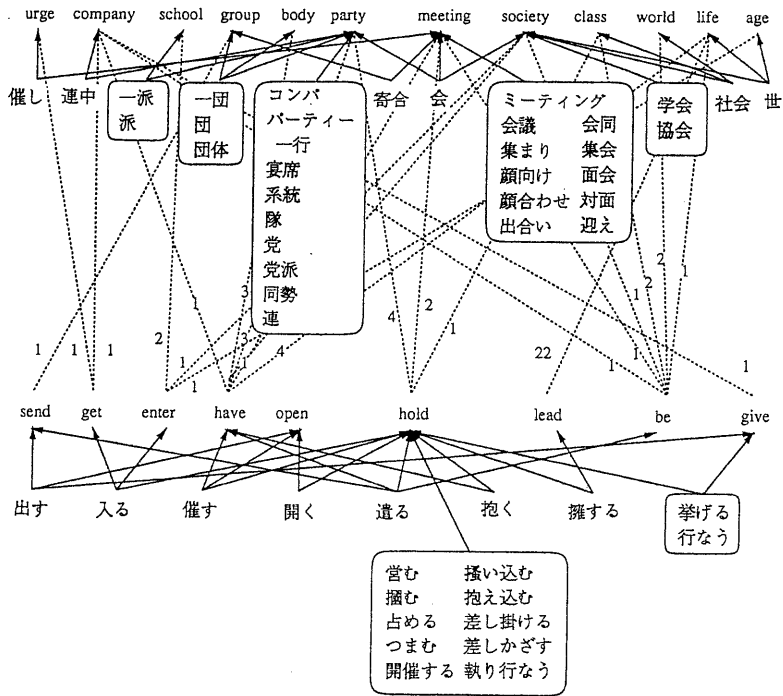 urge company school group body party meeting society class world life age
催し 連中 一派 一団 コンパ 寄合 会 ミーティング 学会 社会 世
派 団 パーティー 会議 会同 協会
団体 一行 集まり 集会
宴席 顔向け 面会
系統 顔合わせ 対面
隊 出合い 迎え
党
党派
同勢
連
1 3 2 1 2 2 1
4 2 1
1 1 1 2 1 3 1 4 22 1 1 1
1
send get enter have open hold lead be give
出す 入る 催す 開く 遣る 抱く 擁する 挙げる
行なう
営む 掻い込む
掴む 抱え込む
占める 差し掛ける
つまむ 差しかざす
開催する 執り行なう